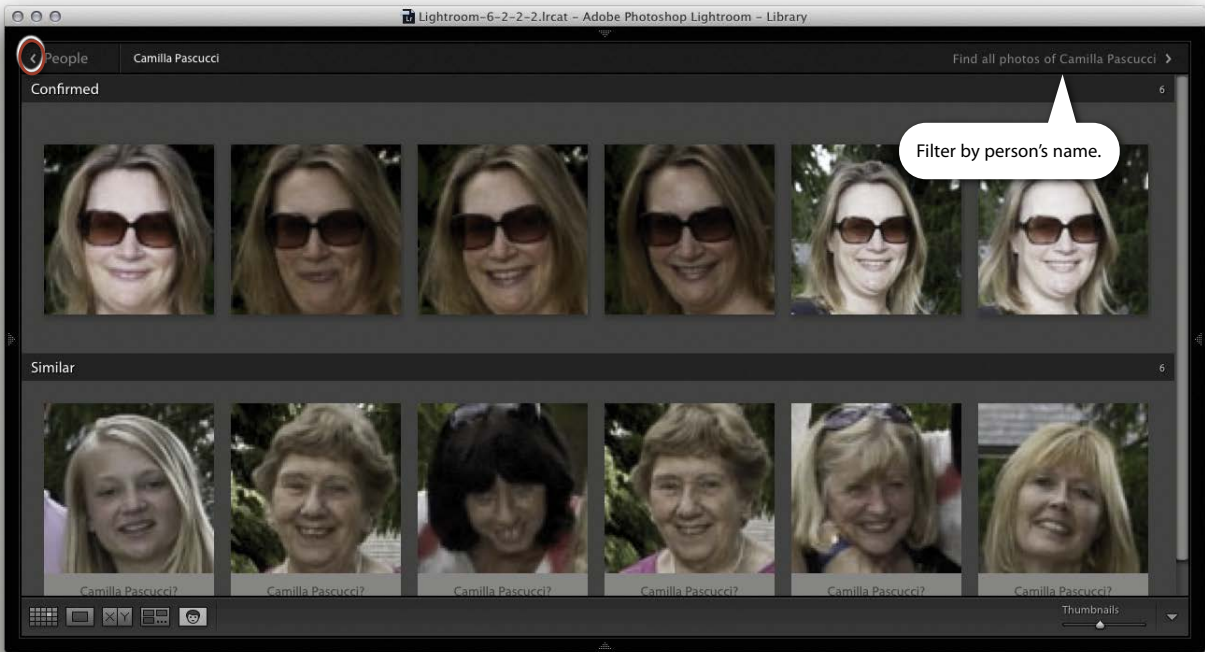 Lightroom-6-2-2-2.lrcat – Adobe Photoshop Lightroom – Library
People
Camilla Pascucci
Find all photos of Camilla Pascucci
Confirmed
6
Filter by person’s name.
Similar
6
Camilla Pascucci?
Camilla Pascucci?
Camilla Pascucci?
Camilla Pascucci?
Camilla Pascucci?
Camilla Pascucci?
X Y
Thumbnails